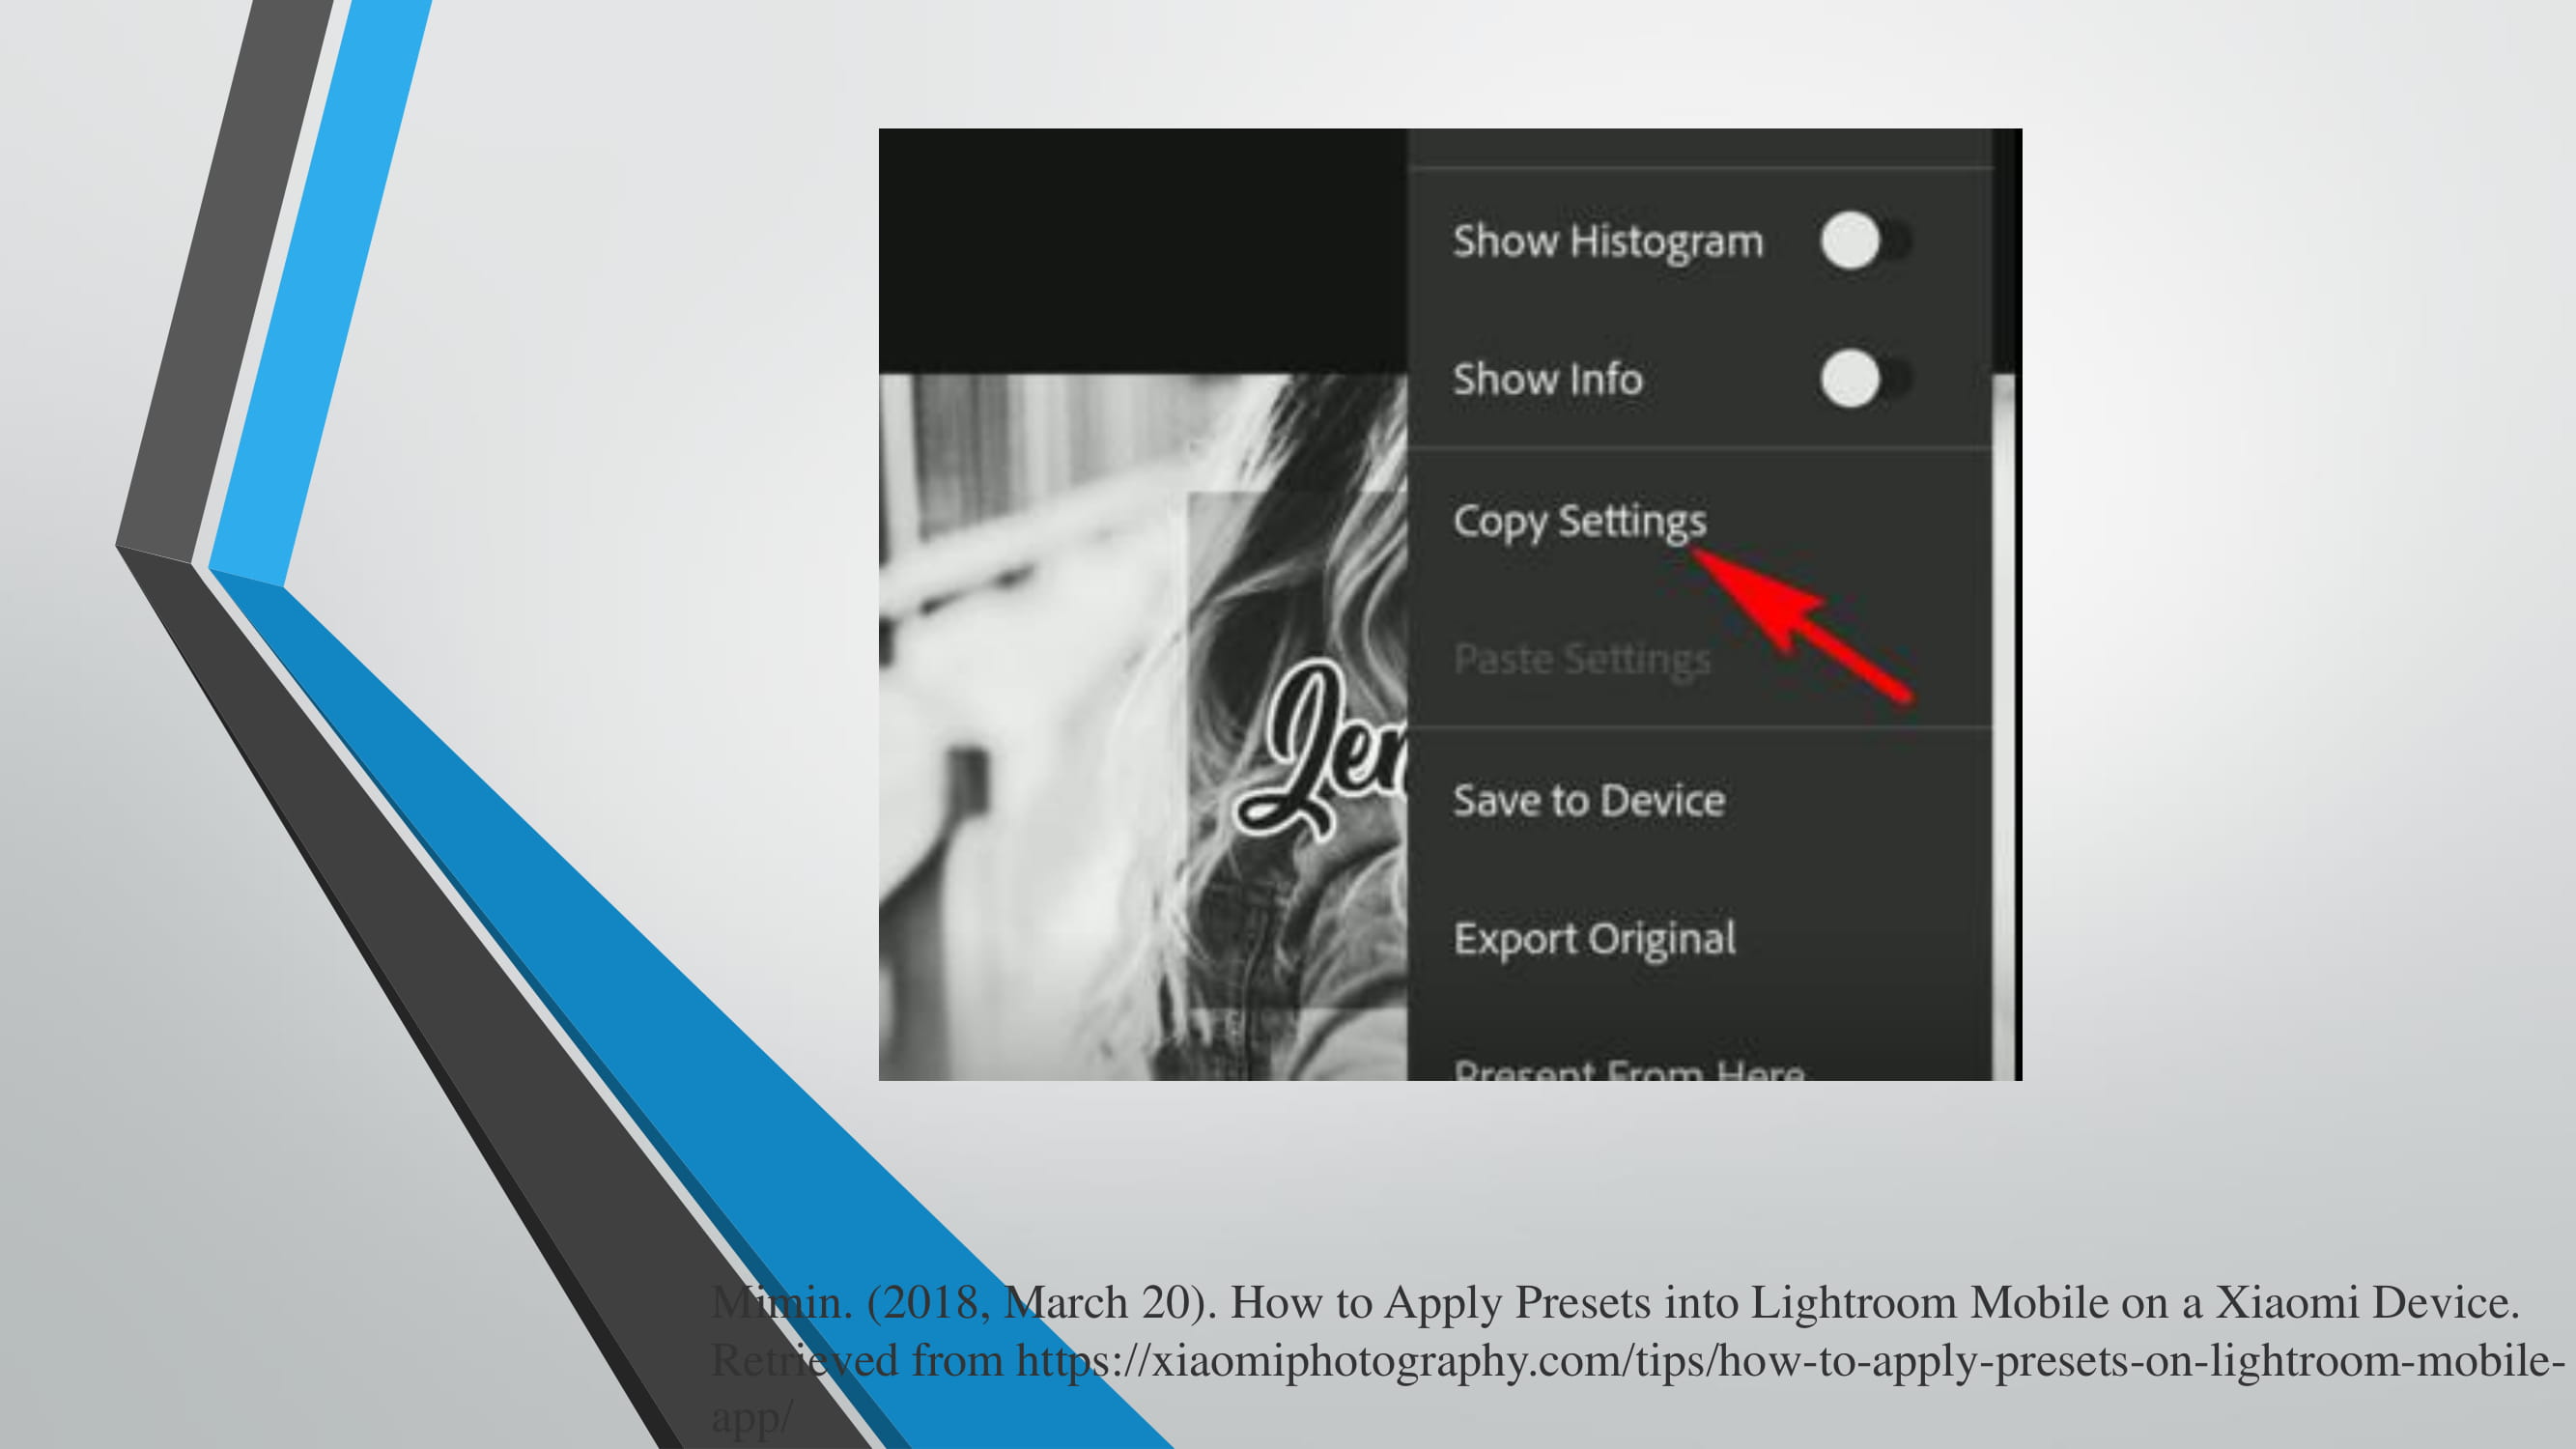 Show Histogram
Show Info
Copy Settings
Paste Settings
Jen
Save to Device
Export Original
Present From Here
Mimin. (2018, March 20). How to Apply Presets into Lightroom Mobile on a Xiaomi Device.
Retrieved from https://xiaomiphotography.com/tips/how-to-apply-presets-on-lightroom-mobile-
app/